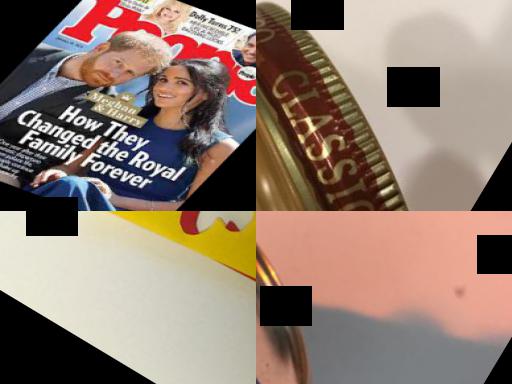 People
Dolly Turns 75!
Meghan
& Harry
How They
Changed the Royal
Family Forever
CLASSIC